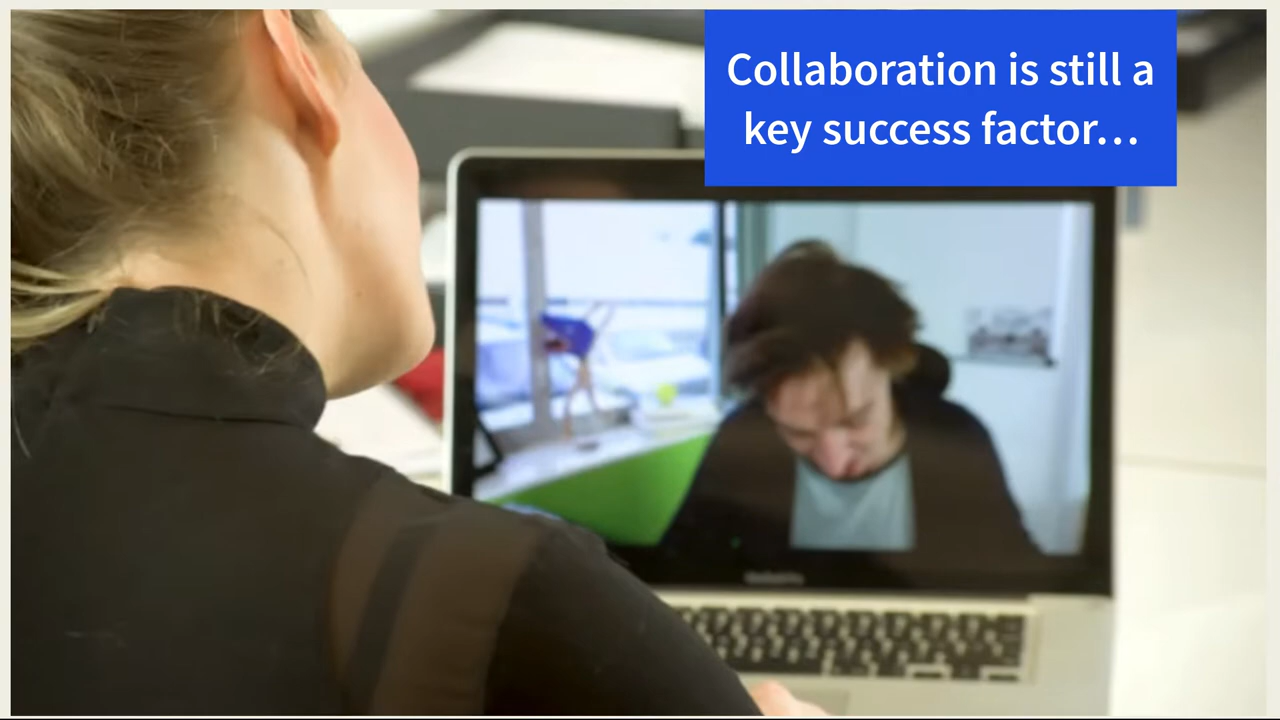 Collaboration is still a
key success factor…